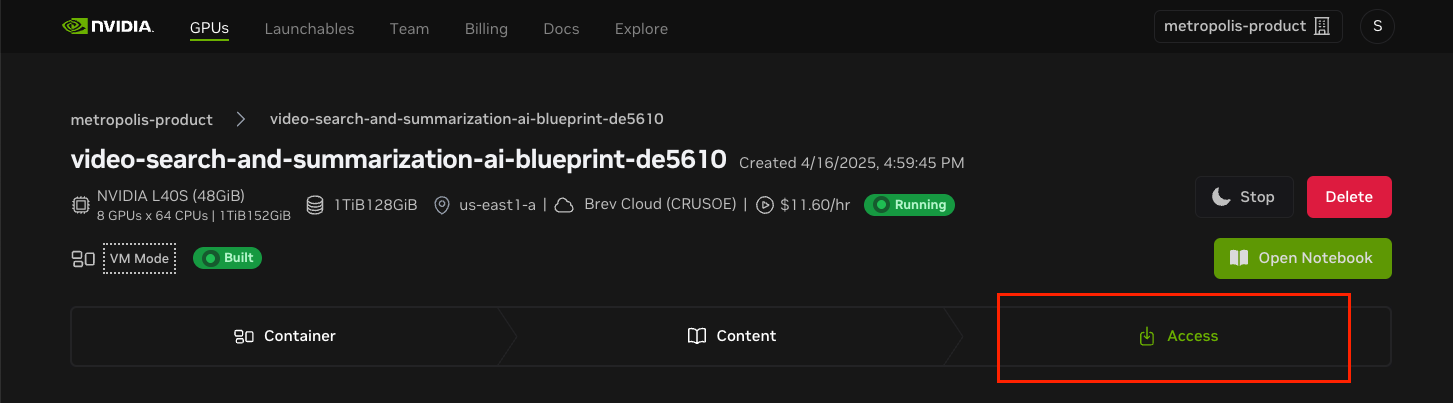 NVIDIA. GPUs Launchables Team Billing Docs Explore metropolis-product S
metropolis-product > video-search-and-summarization-ai-blueprint-de5610
video-search-and-summarization-ai-blueprint-de5610 Created 4/16/2025, 4:59:45 PM
NVIDIA L40S (48GiB)
8 GPUs x 64 CPUs | 1TiB152GiB
1TiB128GiB us-east1-a | Brev Cloud (CRUSOE) | $11.60/hr Running
Stop Delete
VM Mode Built
Open Notebook
Container Content Access